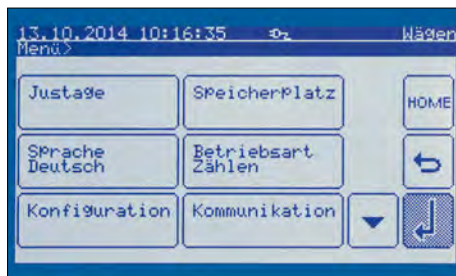 13.10.2014 10:16:35 Wägen
Menü>
Justage
Speicherplatz
HOME
Sprache
Deutsch
Betriebsart
Zählen
Konfiguration
Kommunikation